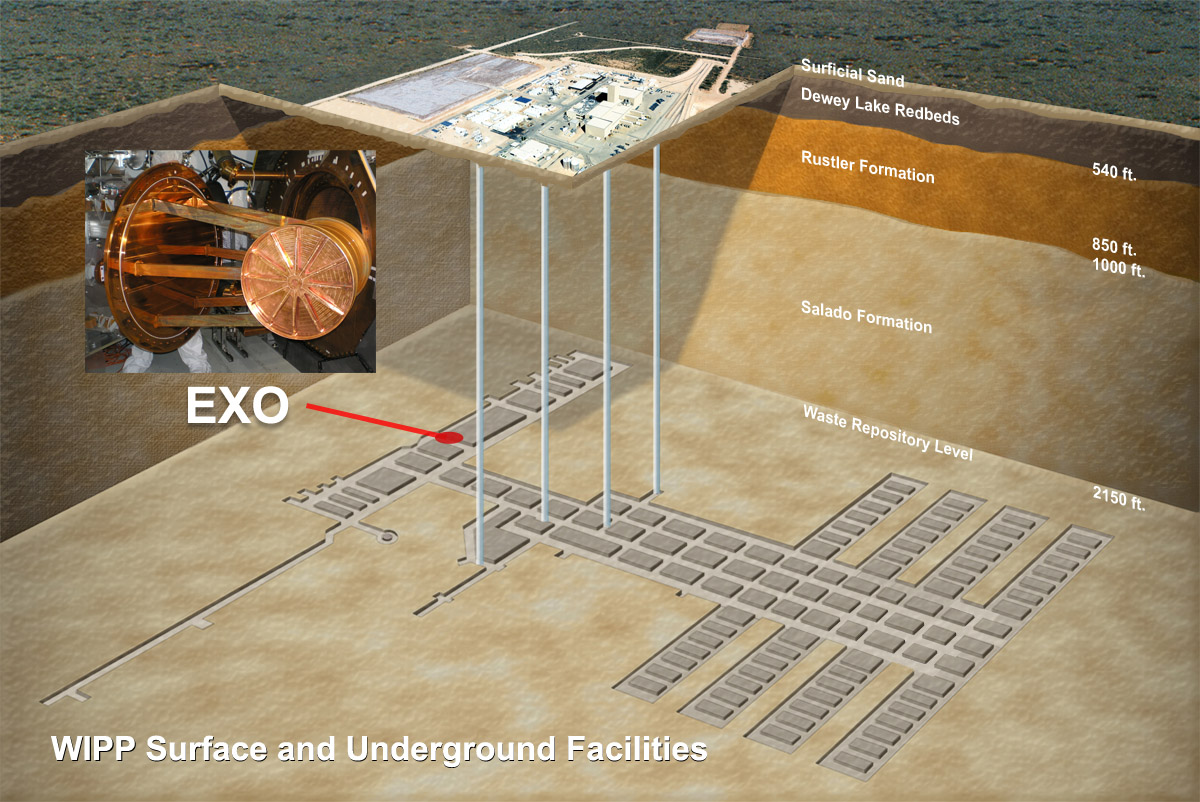 Surficial Sand
Dewey Lake Redbeds
540 ft.
Rustler Formation
850 ft.
1000 ft.
Salado Formation
EXO
Waste Repository Level
2150 ft.
WIPP Surface and Underground Facilities